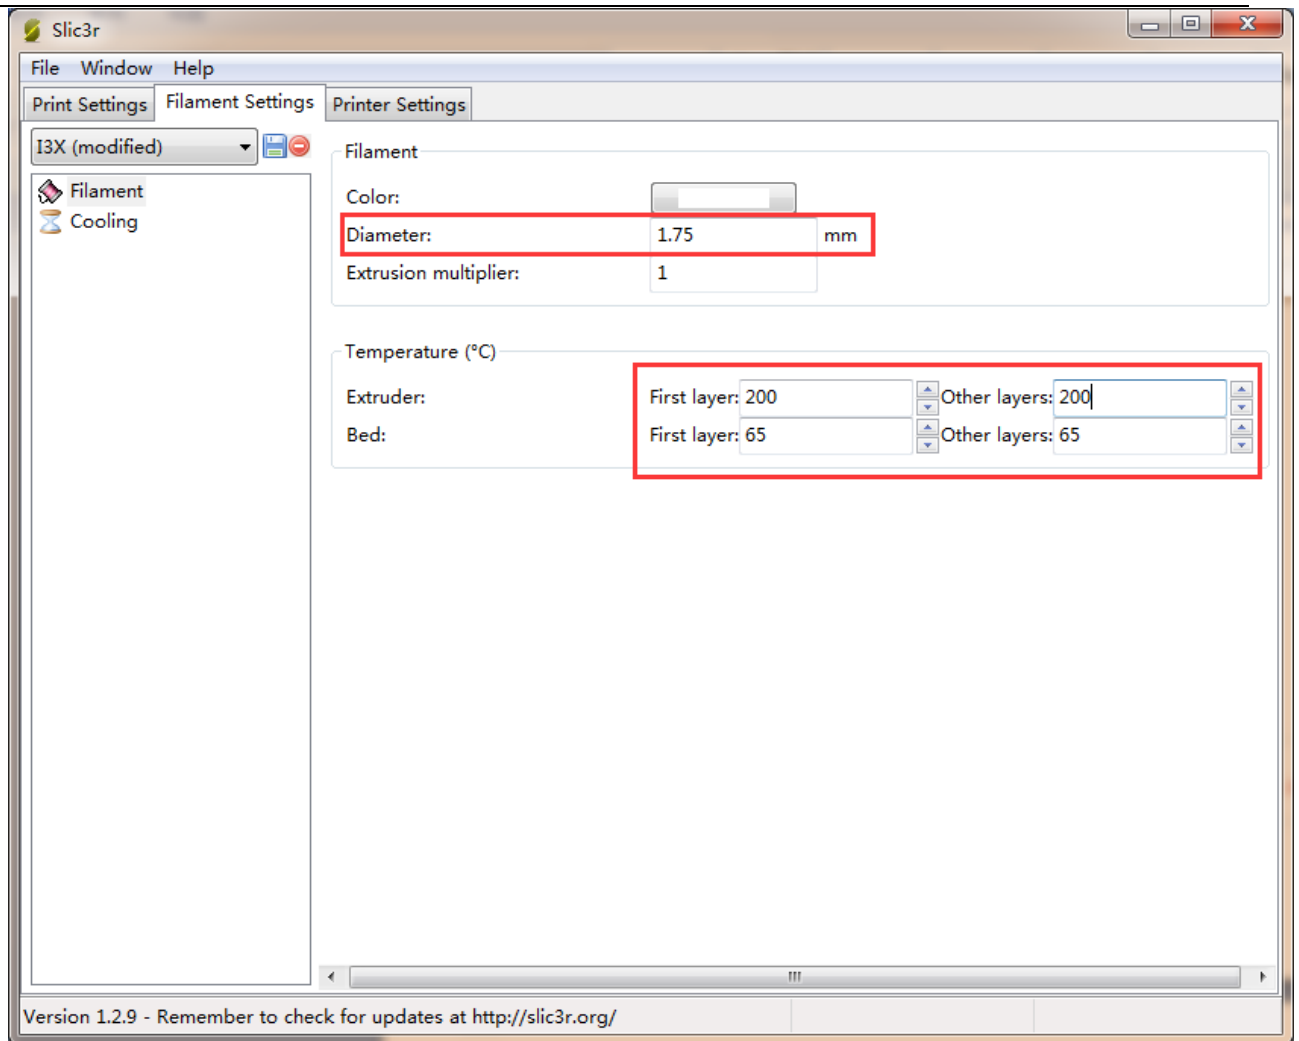 Slic3r
File Window Help
Print Settings Filament Settings Printer Settings
I3X (modified)
Filament
Cooling
Filament
Color:
Diameter: 1.75 mm
Extrusion multiplier: 1
Temperature (°C)
Extruder: First layer: 200 Other layers: 200
Bed: First layer: 65 Other layers: 65
Version 1.2.9 - Remember to check for updates at http://slic3r.org/